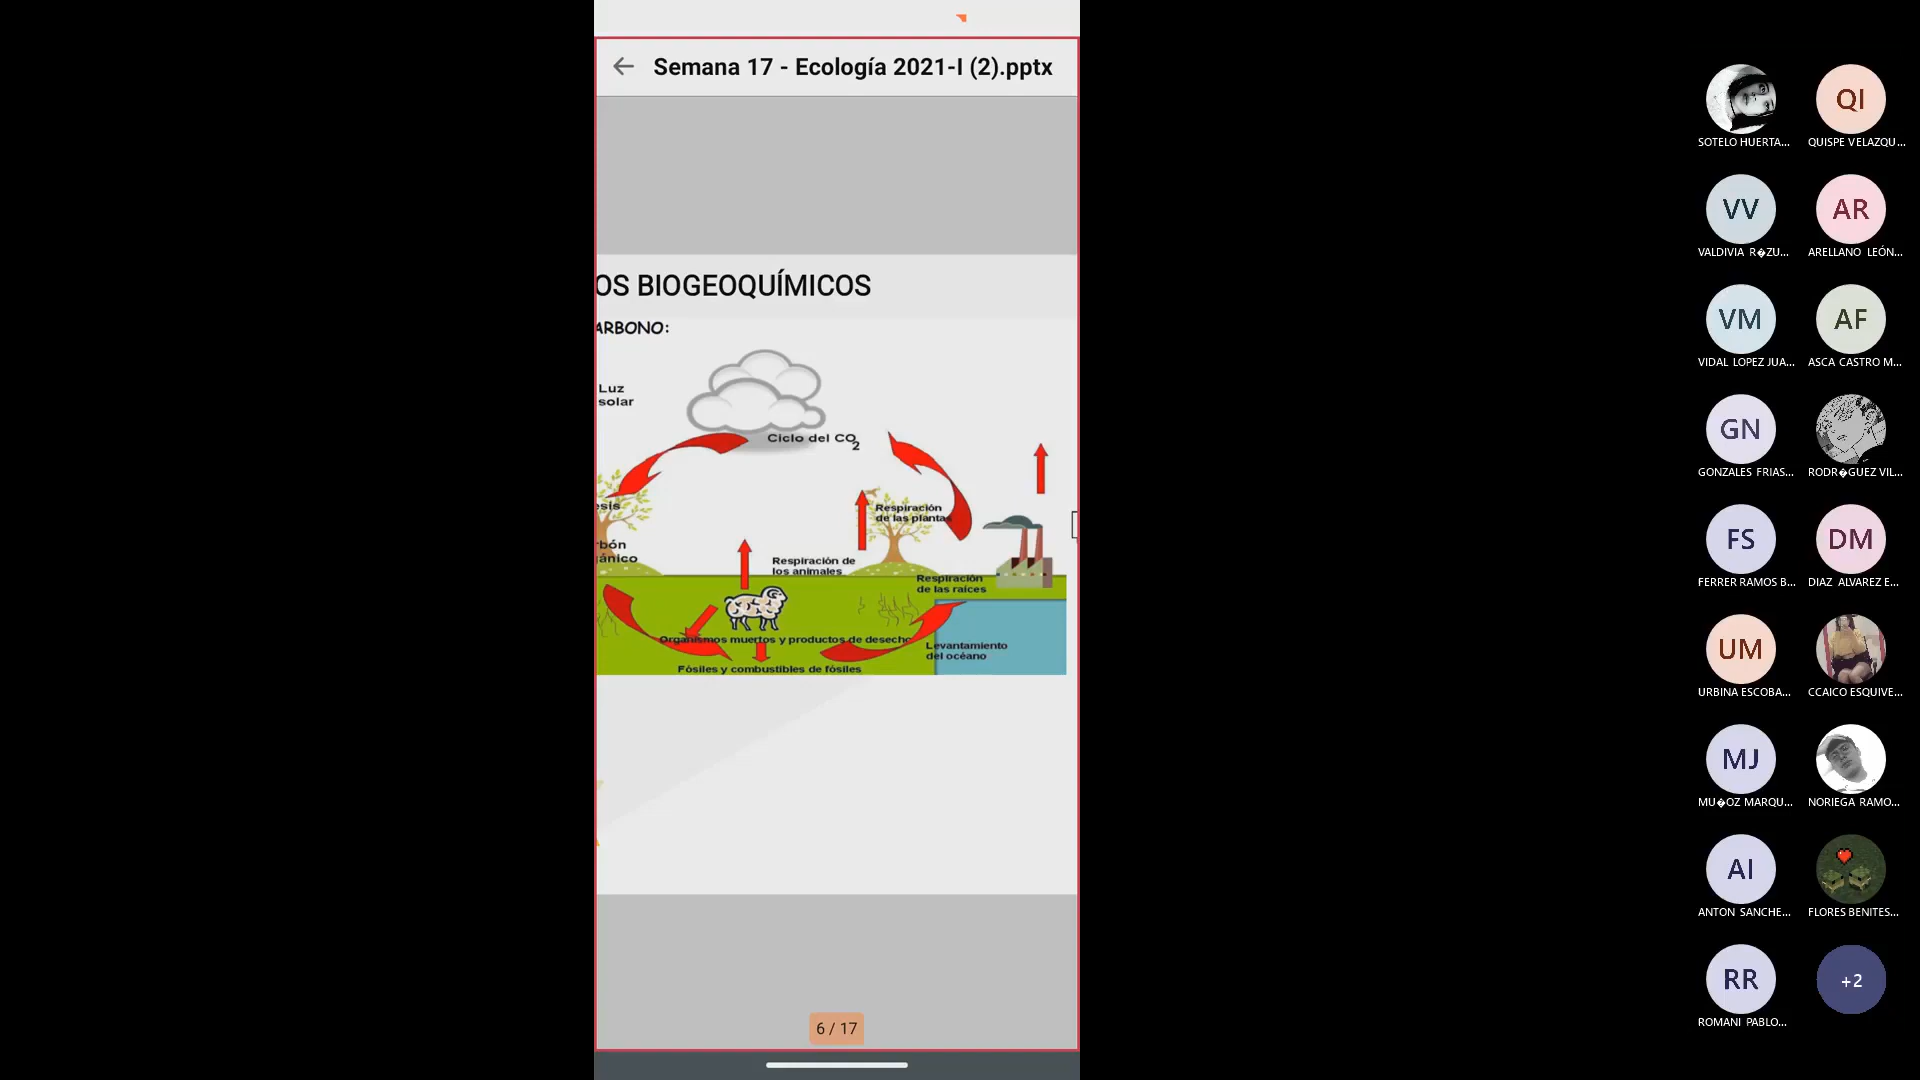 Semana 17 - Ecología 2021-I (2).pptx
OS BIOGEOQUÍMICOS
ARBONO:
Luz
solar
Ciclo del CO2
esis
Respiración
de las plantas
rbón
ánico
Respiración de
los animales
Respiración
de las raíces
Organismos muertos y productos de desecho
Levantamiento
del océano
Fósiles y combustibles de fósiles
6 / 17
SOTELO HUERTA...
QI
QUISPE VELAZQU...
VV
VALDIVIA R�ZU...
AR
ARELLANO LEÓN...
VM
VIDAL LOPEZ JUA...
AF
ASCA CASTRO M...
GN
GONZALES FRIAS...
RODR�GUEZ VIL...
FS
FERRER RAMOS B...
DM
DIAZ ALVAREZ E...
UM
URBINA ESCOBA...
CCAICO ESQUIVE...
MJ
MU�OZ MARQU...
NORIEGA RAMO...
AI
ANTON SANCHE...
FLORES BENITES...
RR
ROMANI PABLO...
+2